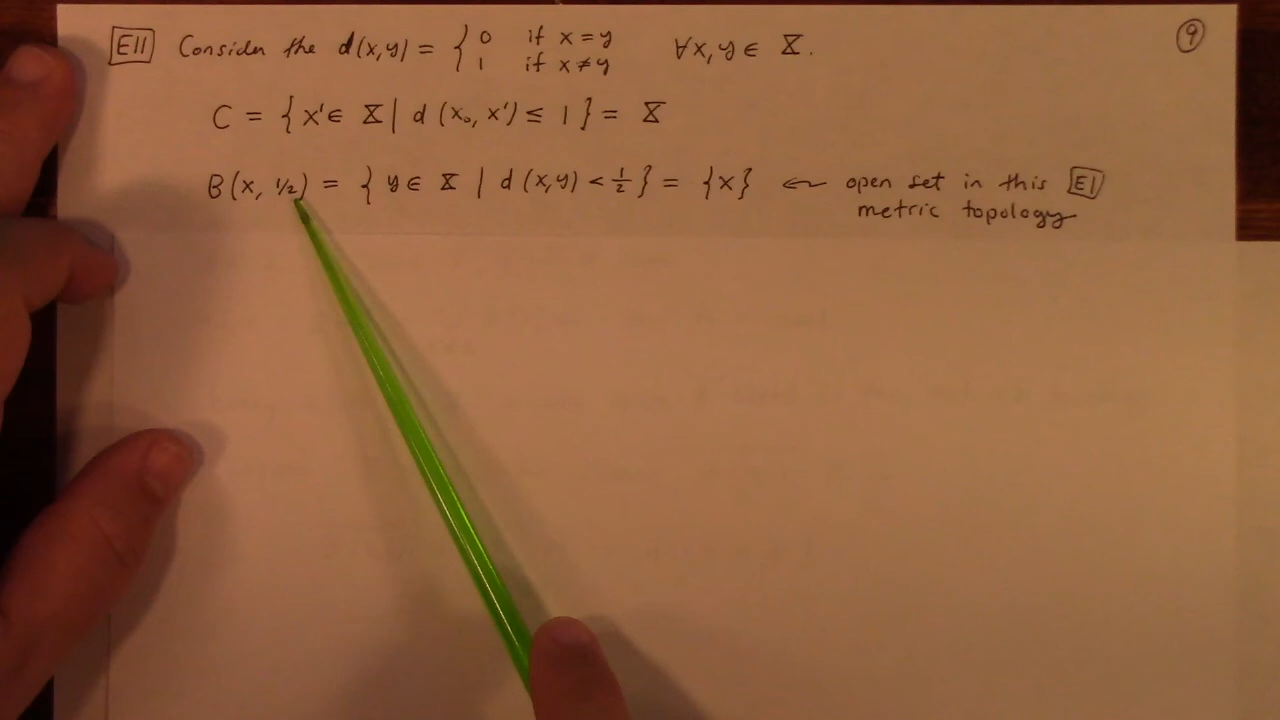 E11 Consider the d(x,y) = { 0 if x = y ∀x, y ∈ X. 9
1 if x ≠ y
C = { x' ∈ X | d (x₀, x') ≤ 1 } = X
B(x, 1/2) = { y ∈ X | d (x,y) < 1/2 } = {x} ← open set in this E1
metric topology